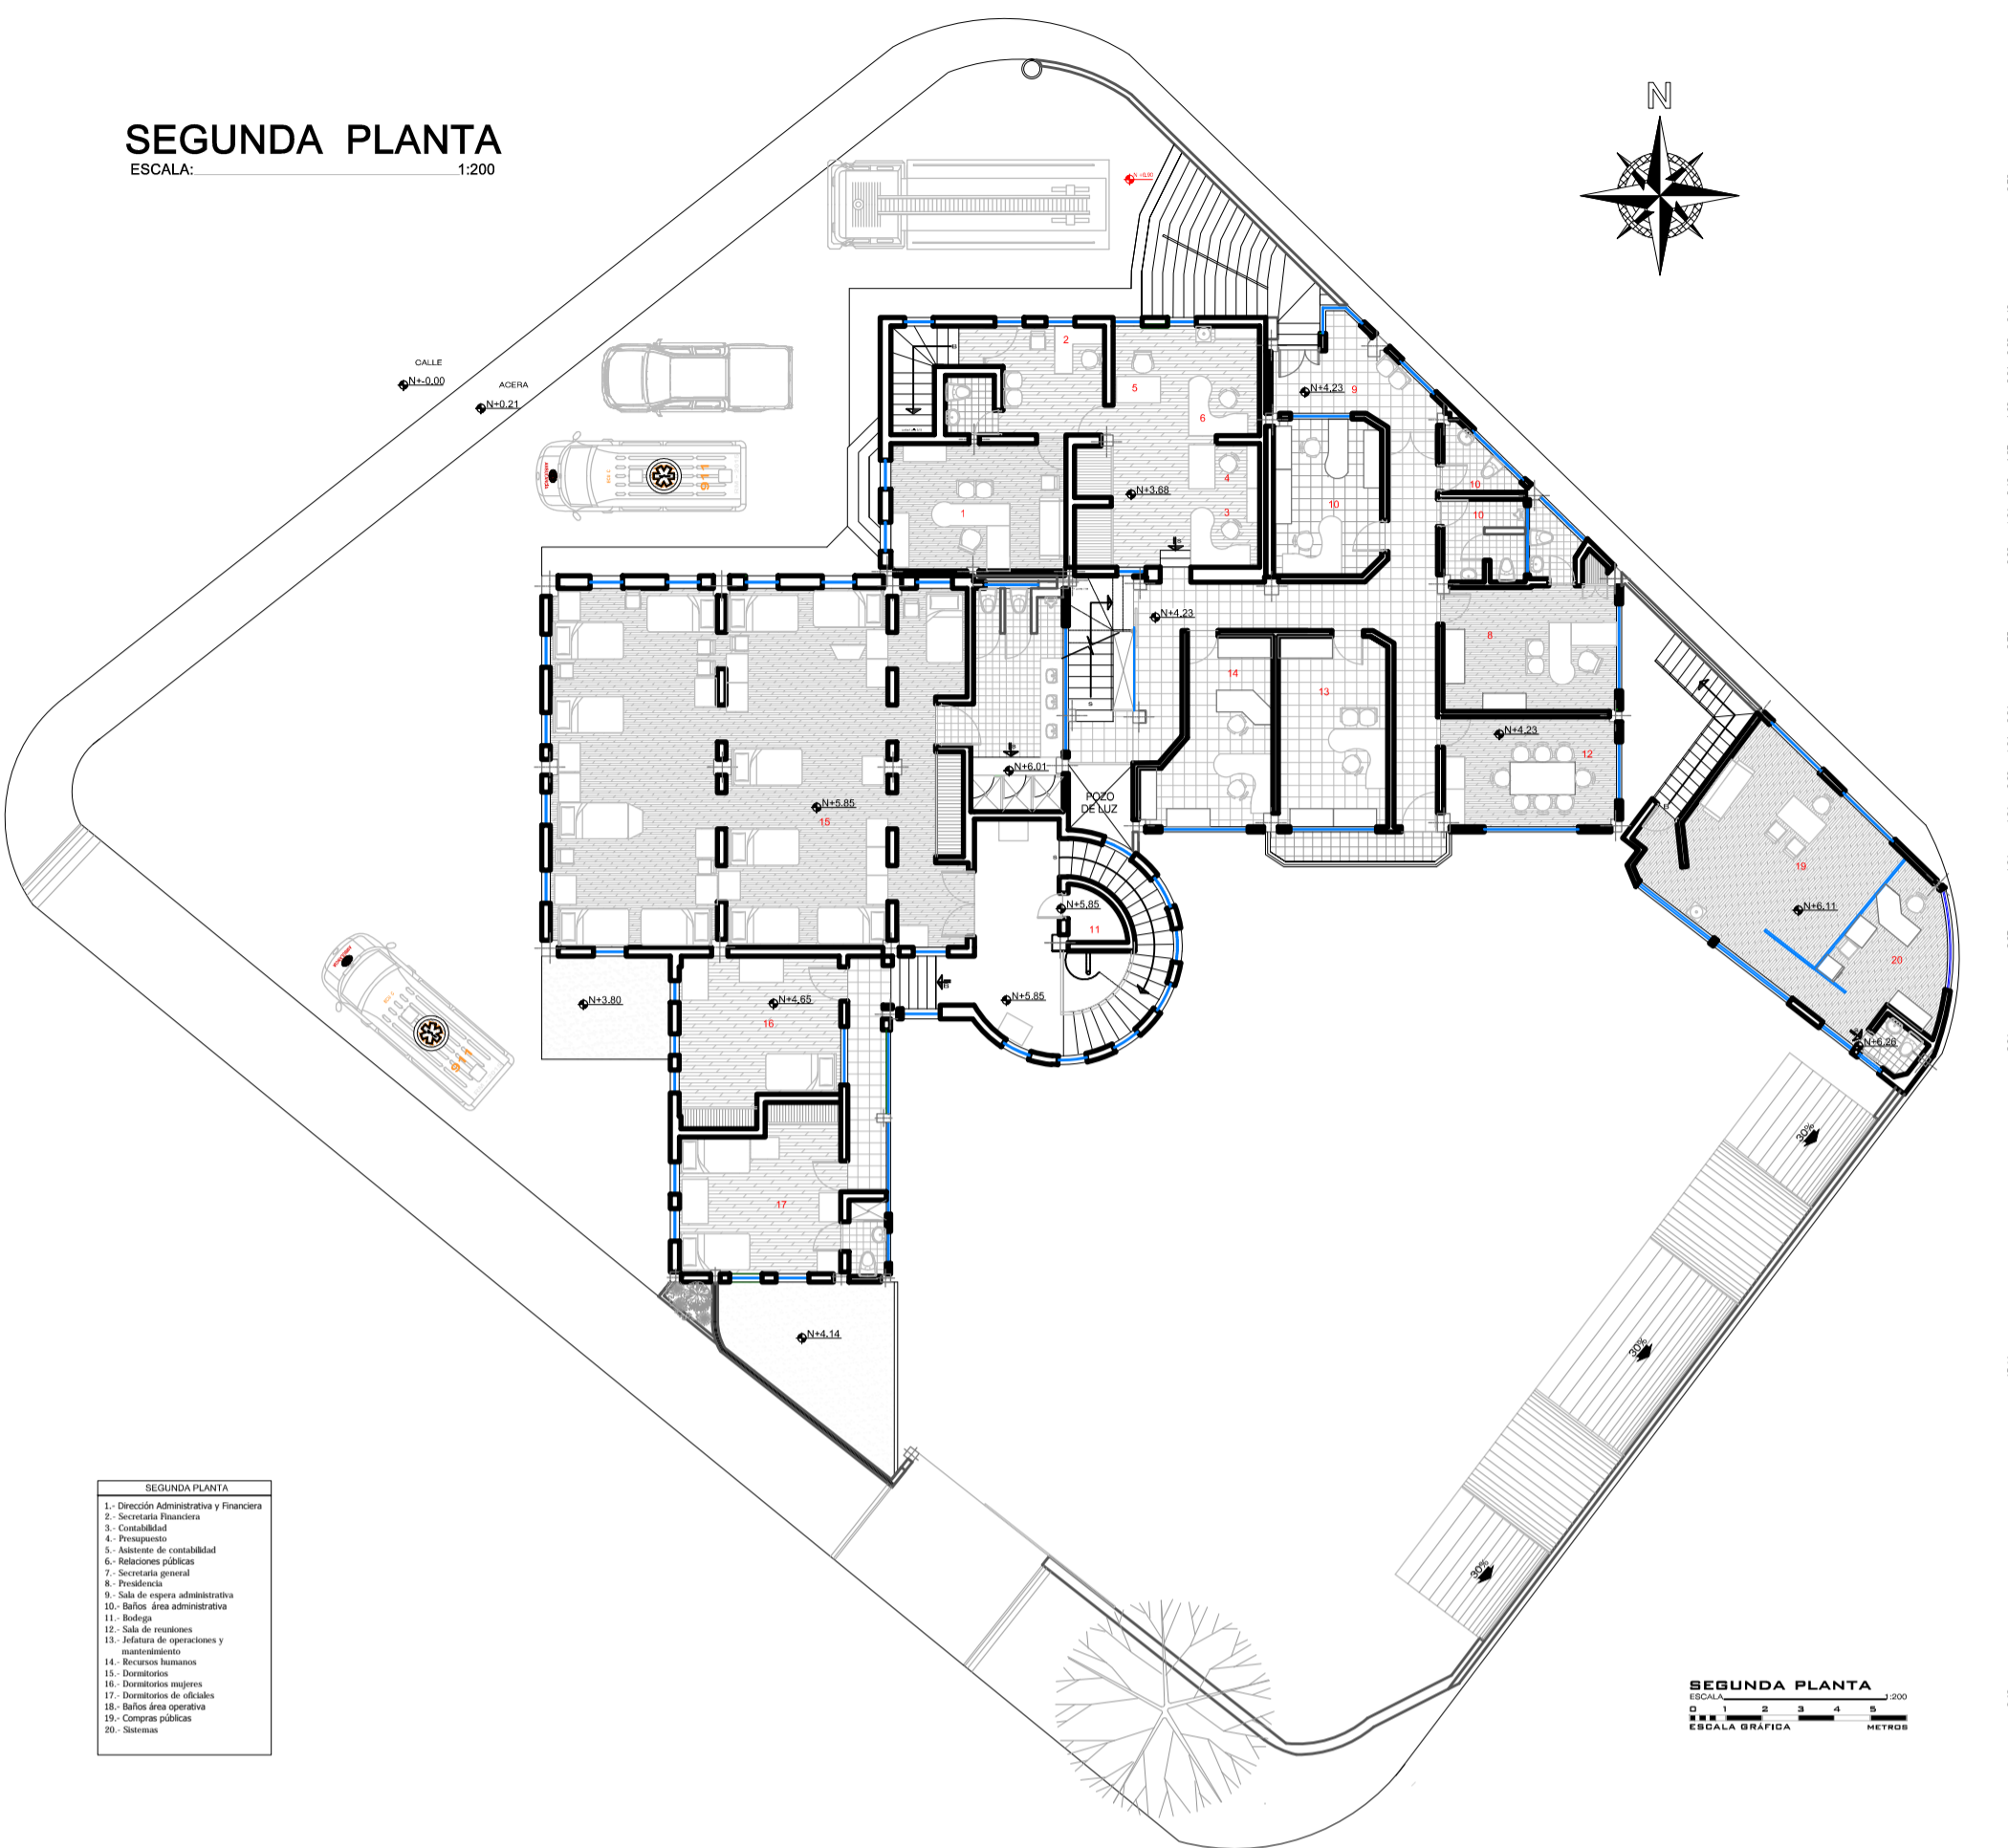 SEGUNDA PLANTA
ESCALA: 1:200
N
N.-0,30
CALLE
N+-0.00
ACERA
N+0.21
2
5
6
N+4,23
9
1
N+3,68
4
3
10
10
10
N+4,23
8
14
13
N+4,23
12
N+6.01
POZO
DE LUZ
N+5.85
15
19
N+6,11
20
N+6.26
N+5,85
11
N+5.85
N+3.80
N+4,65
16
17
N+4,14
30%
30%
30%
911
911
SEGUNDA PLANTA
1.- Dirección Administrativa y Financiera
2.- Secretaria Financiera
3.- Contabilidad
4.- Presupuesto
5.- Asistente de contabilidad
6.- Relaciones públicas
7.- Secretaria general
8.- Presidencia
9.- Sala de espera administrativa
10.- Baños área administrativa
11.- Bodega
12.- Sala de reuniones
13.- Jefatura de operaciones y
mantenimiento
14.- Recursos humanos
15.- Dormitorios
16.- Dormitorios mujeres
17.- Dormitorios de oficiales
18.- Baños área operativa
19.- Compras públicas
20.- Sistemas
SEGUNDA PLANTA
ESCALA 1:200
0 1 2 3 4 5
ESCALA GRÁFICA METROS